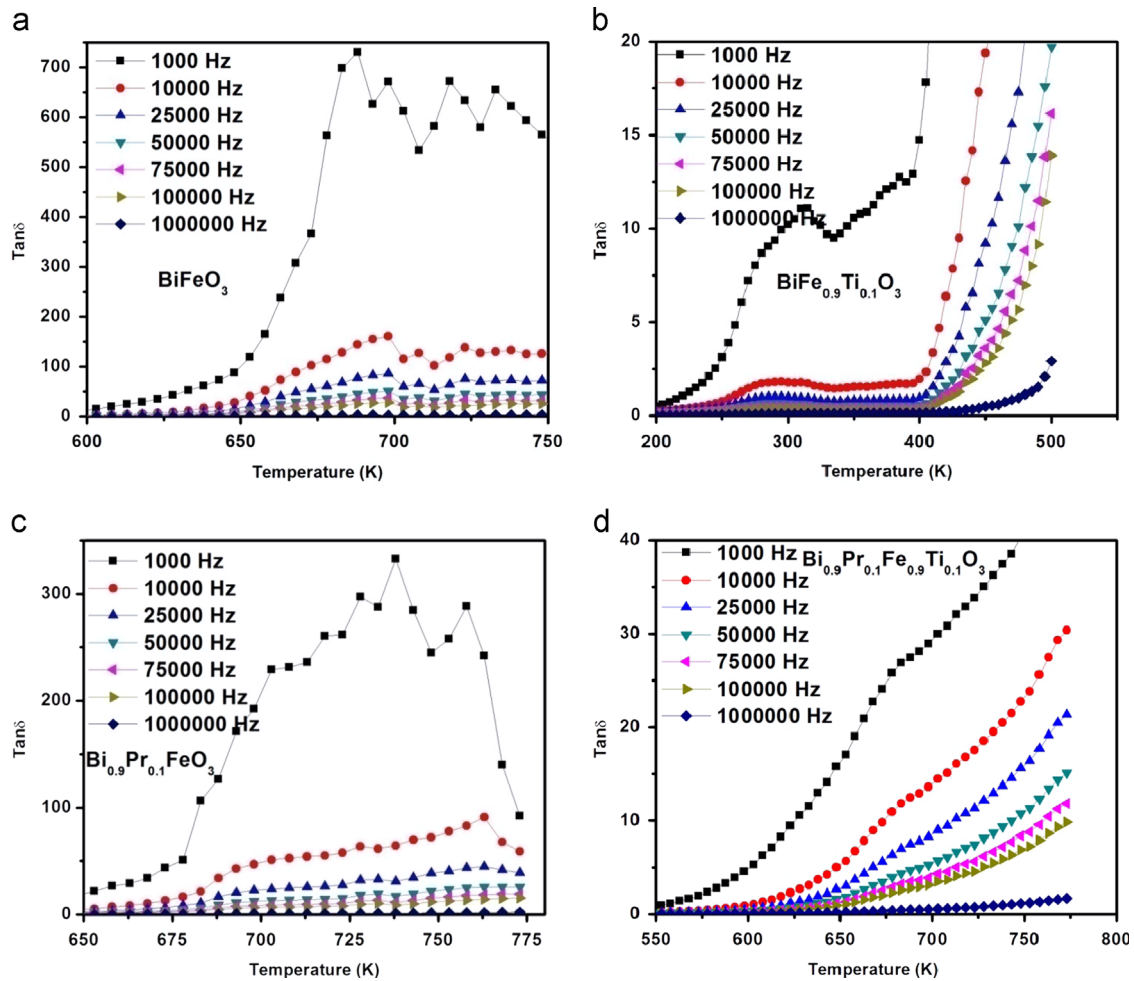 a
Tanδ
700
600
500
400
300
200
100
0
1000 Hz
10000 Hz
25000 Hz
50000 Hz
75000 Hz
100000 Hz
1000000 Hz
BiFeO3
600 650 700 750
Temperature (K)
b
Tanδ
20
15
10
5
0
1000 Hz
10000 Hz
25000 Hz
50000 Hz
75000 Hz
100000 Hz
1000000 Hz
BiFe0.9Ti0.1O3
200 300 400 500
Temperature (K)
c
Tanδ
300
200
100
0
1000 Hz
10000 Hz
25000 Hz
50000 Hz
75000 Hz
100000 Hz
1000000 Hz
Bi0.9Pr0.1FeO3
650 675 700 725 750 775
Temperature (K)
d
Tanδ
40
30
20
10
0
1000 Hz
Bi0.9Pr0.1Fe0.9Ti0.1O3
10000 Hz
25000 Hz
50000 Hz
75000 Hz
100000 Hz
1000000 Hz
550 600 650 700 750 800
Temperature (K)